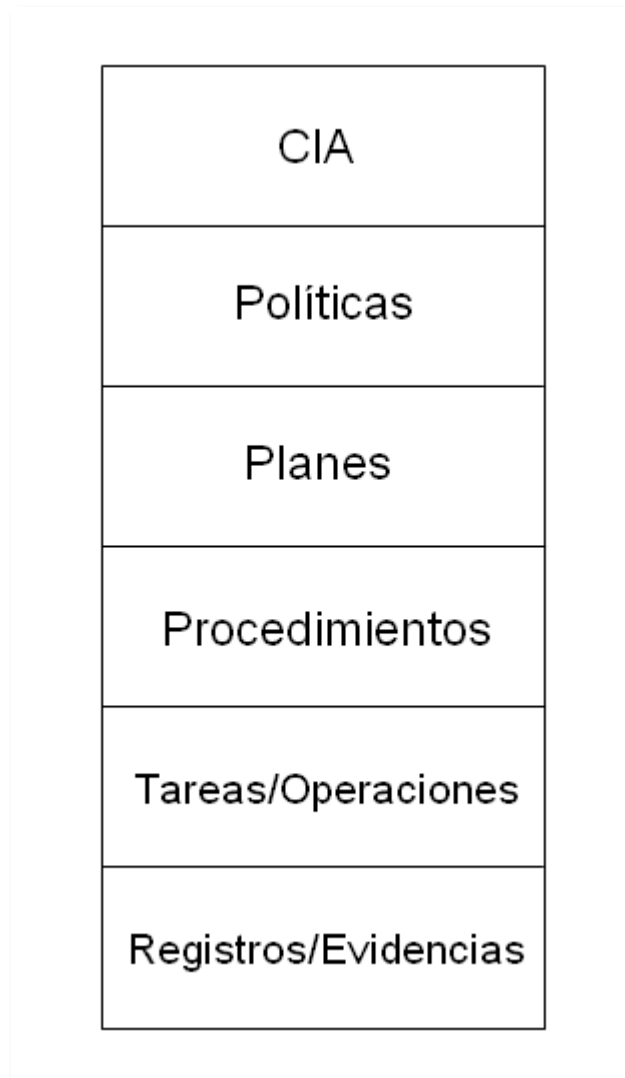 CIA
Políticas
Planes
Procedimientos
Tareas/Operaciones
Registros/Evidencias